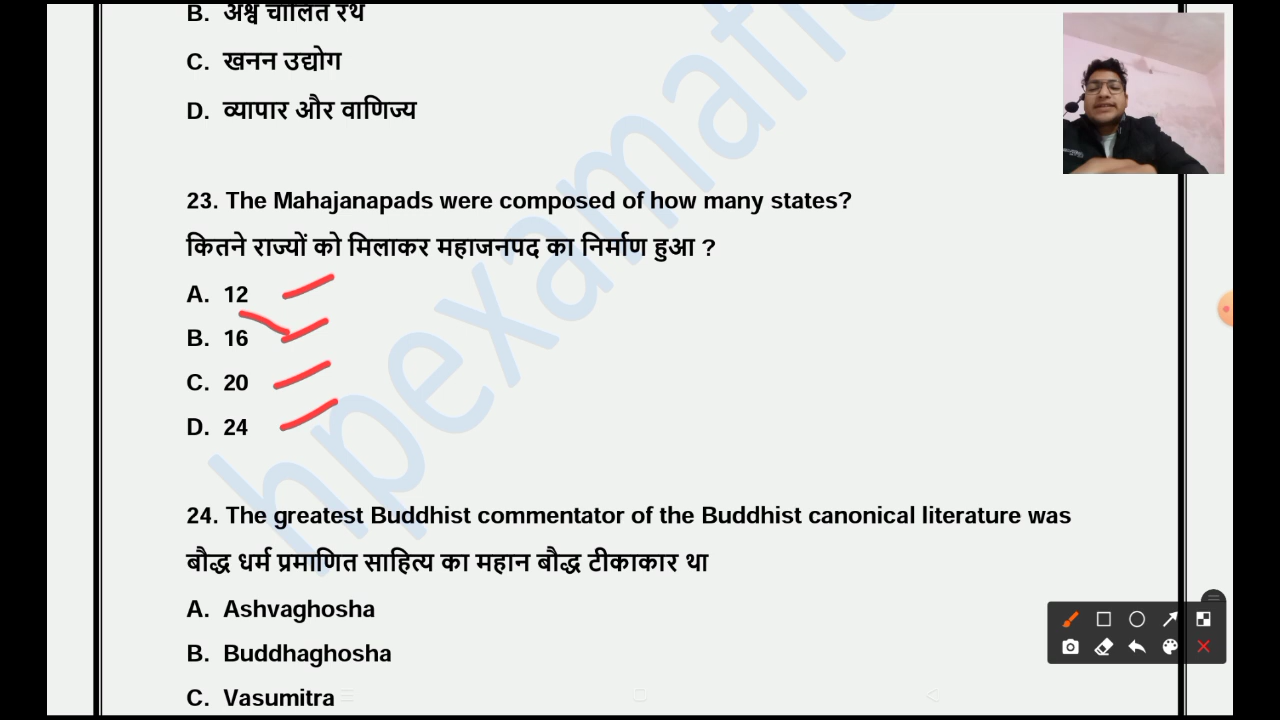 B. अश्व चालित रथ
C. खनन उद्योग
D. व्यापार और वाणिज्य
23. The Mahajanapads were composed of how many states?
कितने राज्यों को मिलाकर महाजनपद का निर्माण हुआ ?
A. 12
B. 16
C. 20
D. 24
24. The greatest Buddhist commentator of the Buddhist canonical literature was
बौद्ध धर्म प्रमाणित साहित्य का महान बौद्ध टीकाकार था
A. Ashvaghosha
B. Buddhaghosha
C. Vasumitra